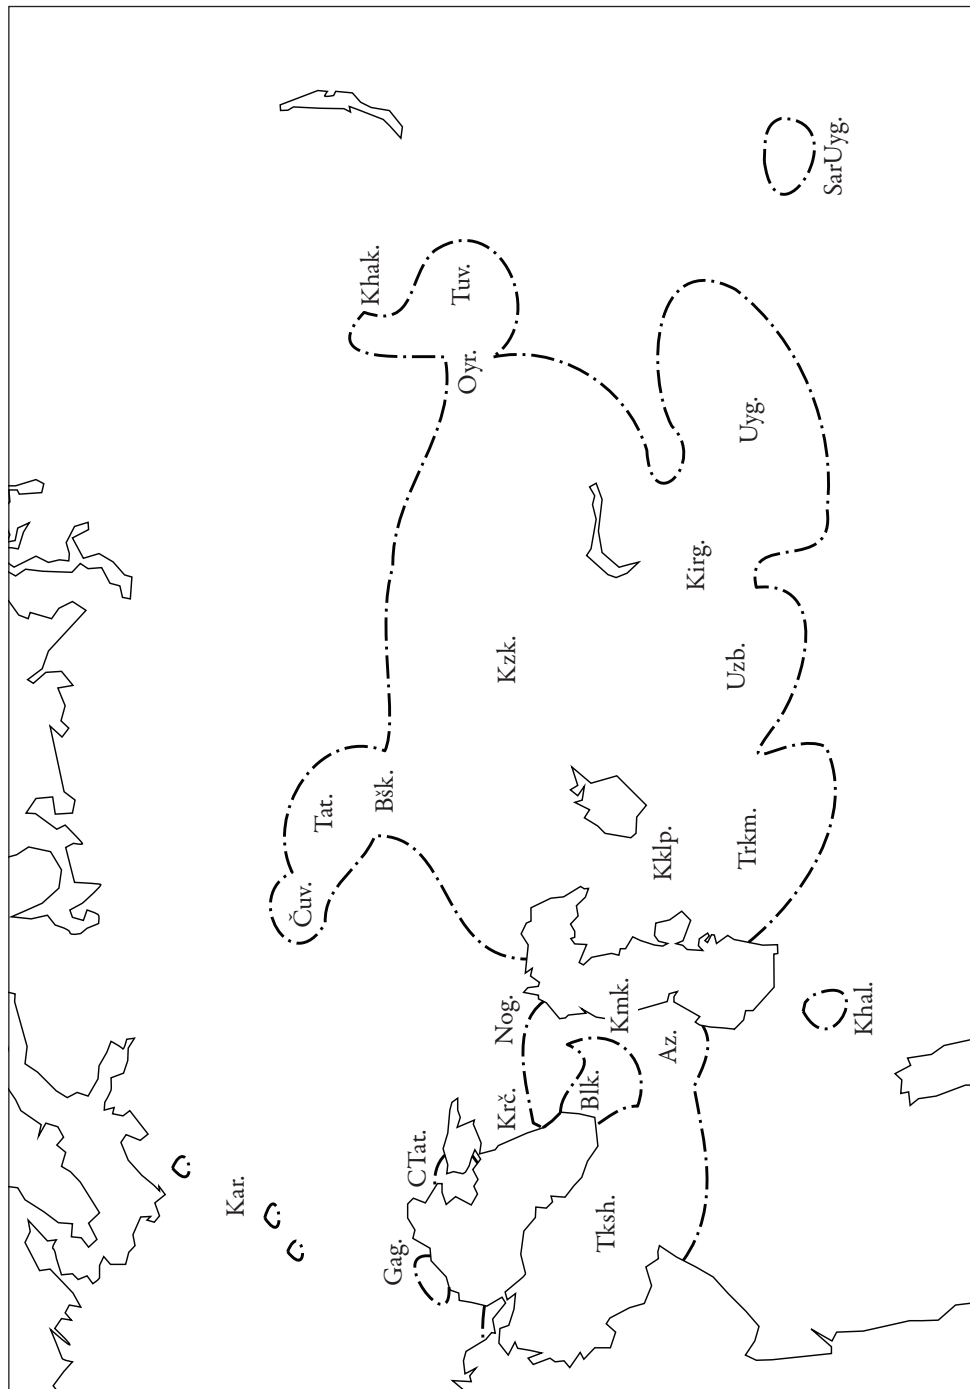 Khak.
Tuv.
Oyr.
SarUyg.
Uyg.
Kirg.
Uzb.
Kzk.
Tat.
Bšk.
Čuv.
Kklp.
Trkm.
Nog.
Kmk.
Az.
Khal.
Krč.
Blk.
CTat.
Kar.
Gag.
Tksh.